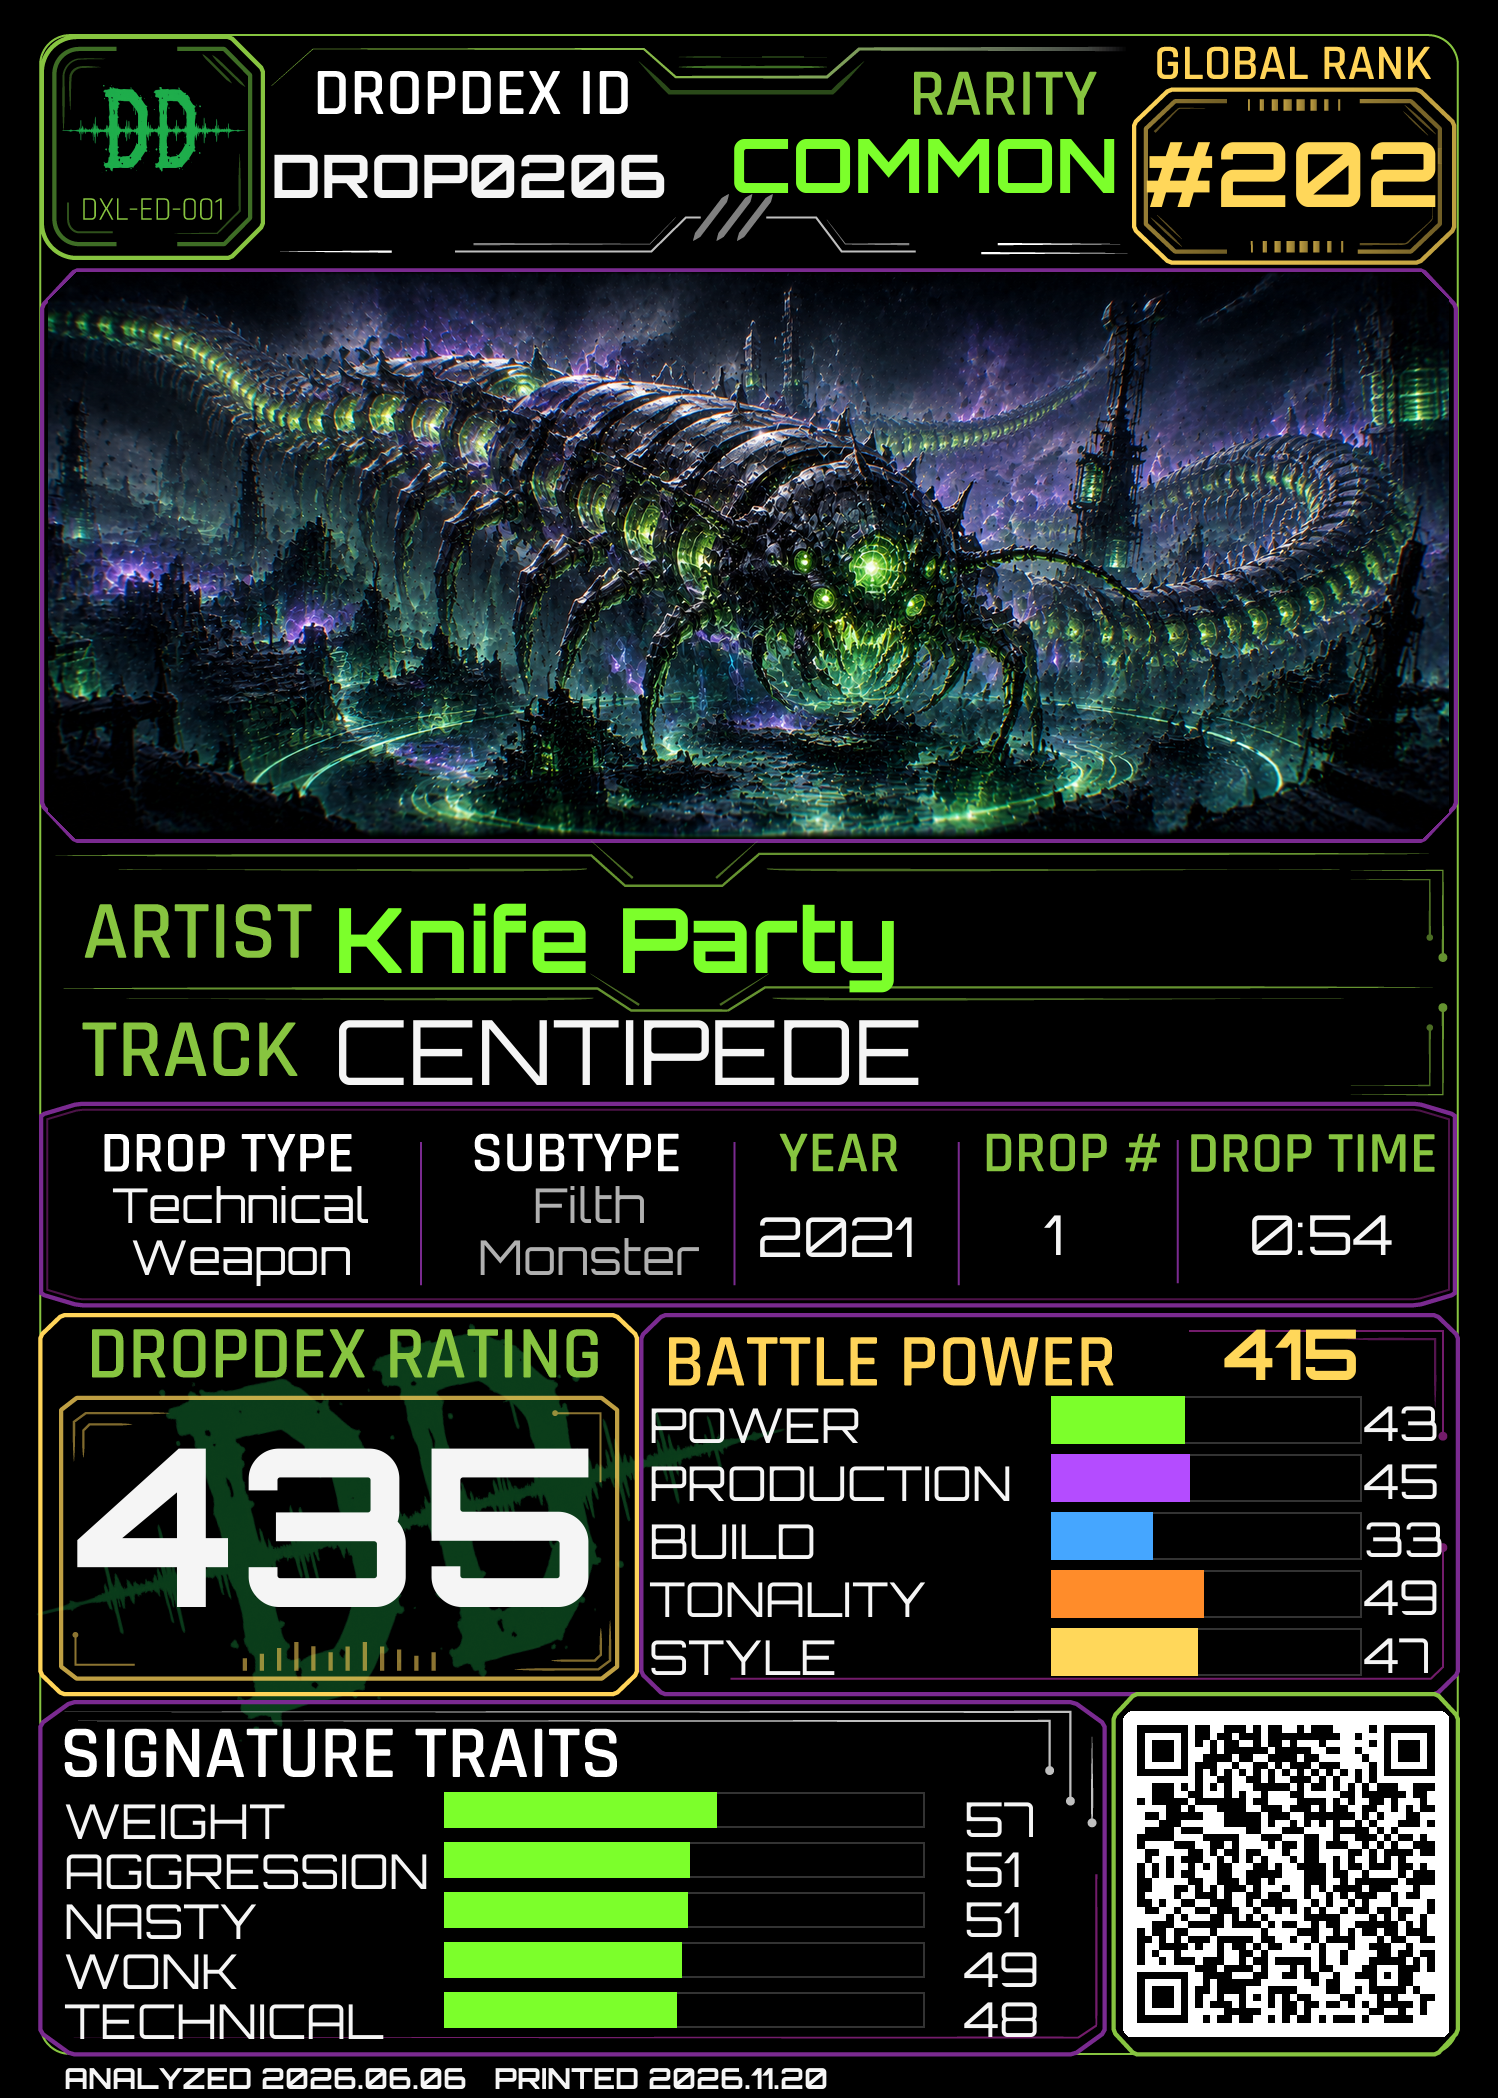 DD
DXL-ED-001
DROPDEX ID
DROP0206
RARITY
COMMON
GLOBAL RANK
#202
ARTIST Knife Party
TRACK CENTIPEDE
DROP TYPE
Technical
Weapon
SUBTYPE
Filth
Monster
YEAR
2021
DROP #
1
DROP TIME
0:54
DROPDEX RATING
435
BATTLE POWER 415
POWER 43
PRODUCTION 45
BUILD 33
TONALITY 49
STYLE 47
SIGNATURE TRAITS
WEIGHT 57
AGGRESSION 51
NASTY 51
WONK 49
TECHNICAL 48
ANALYZED 2026.06.06 PRINTED 2026.11.20